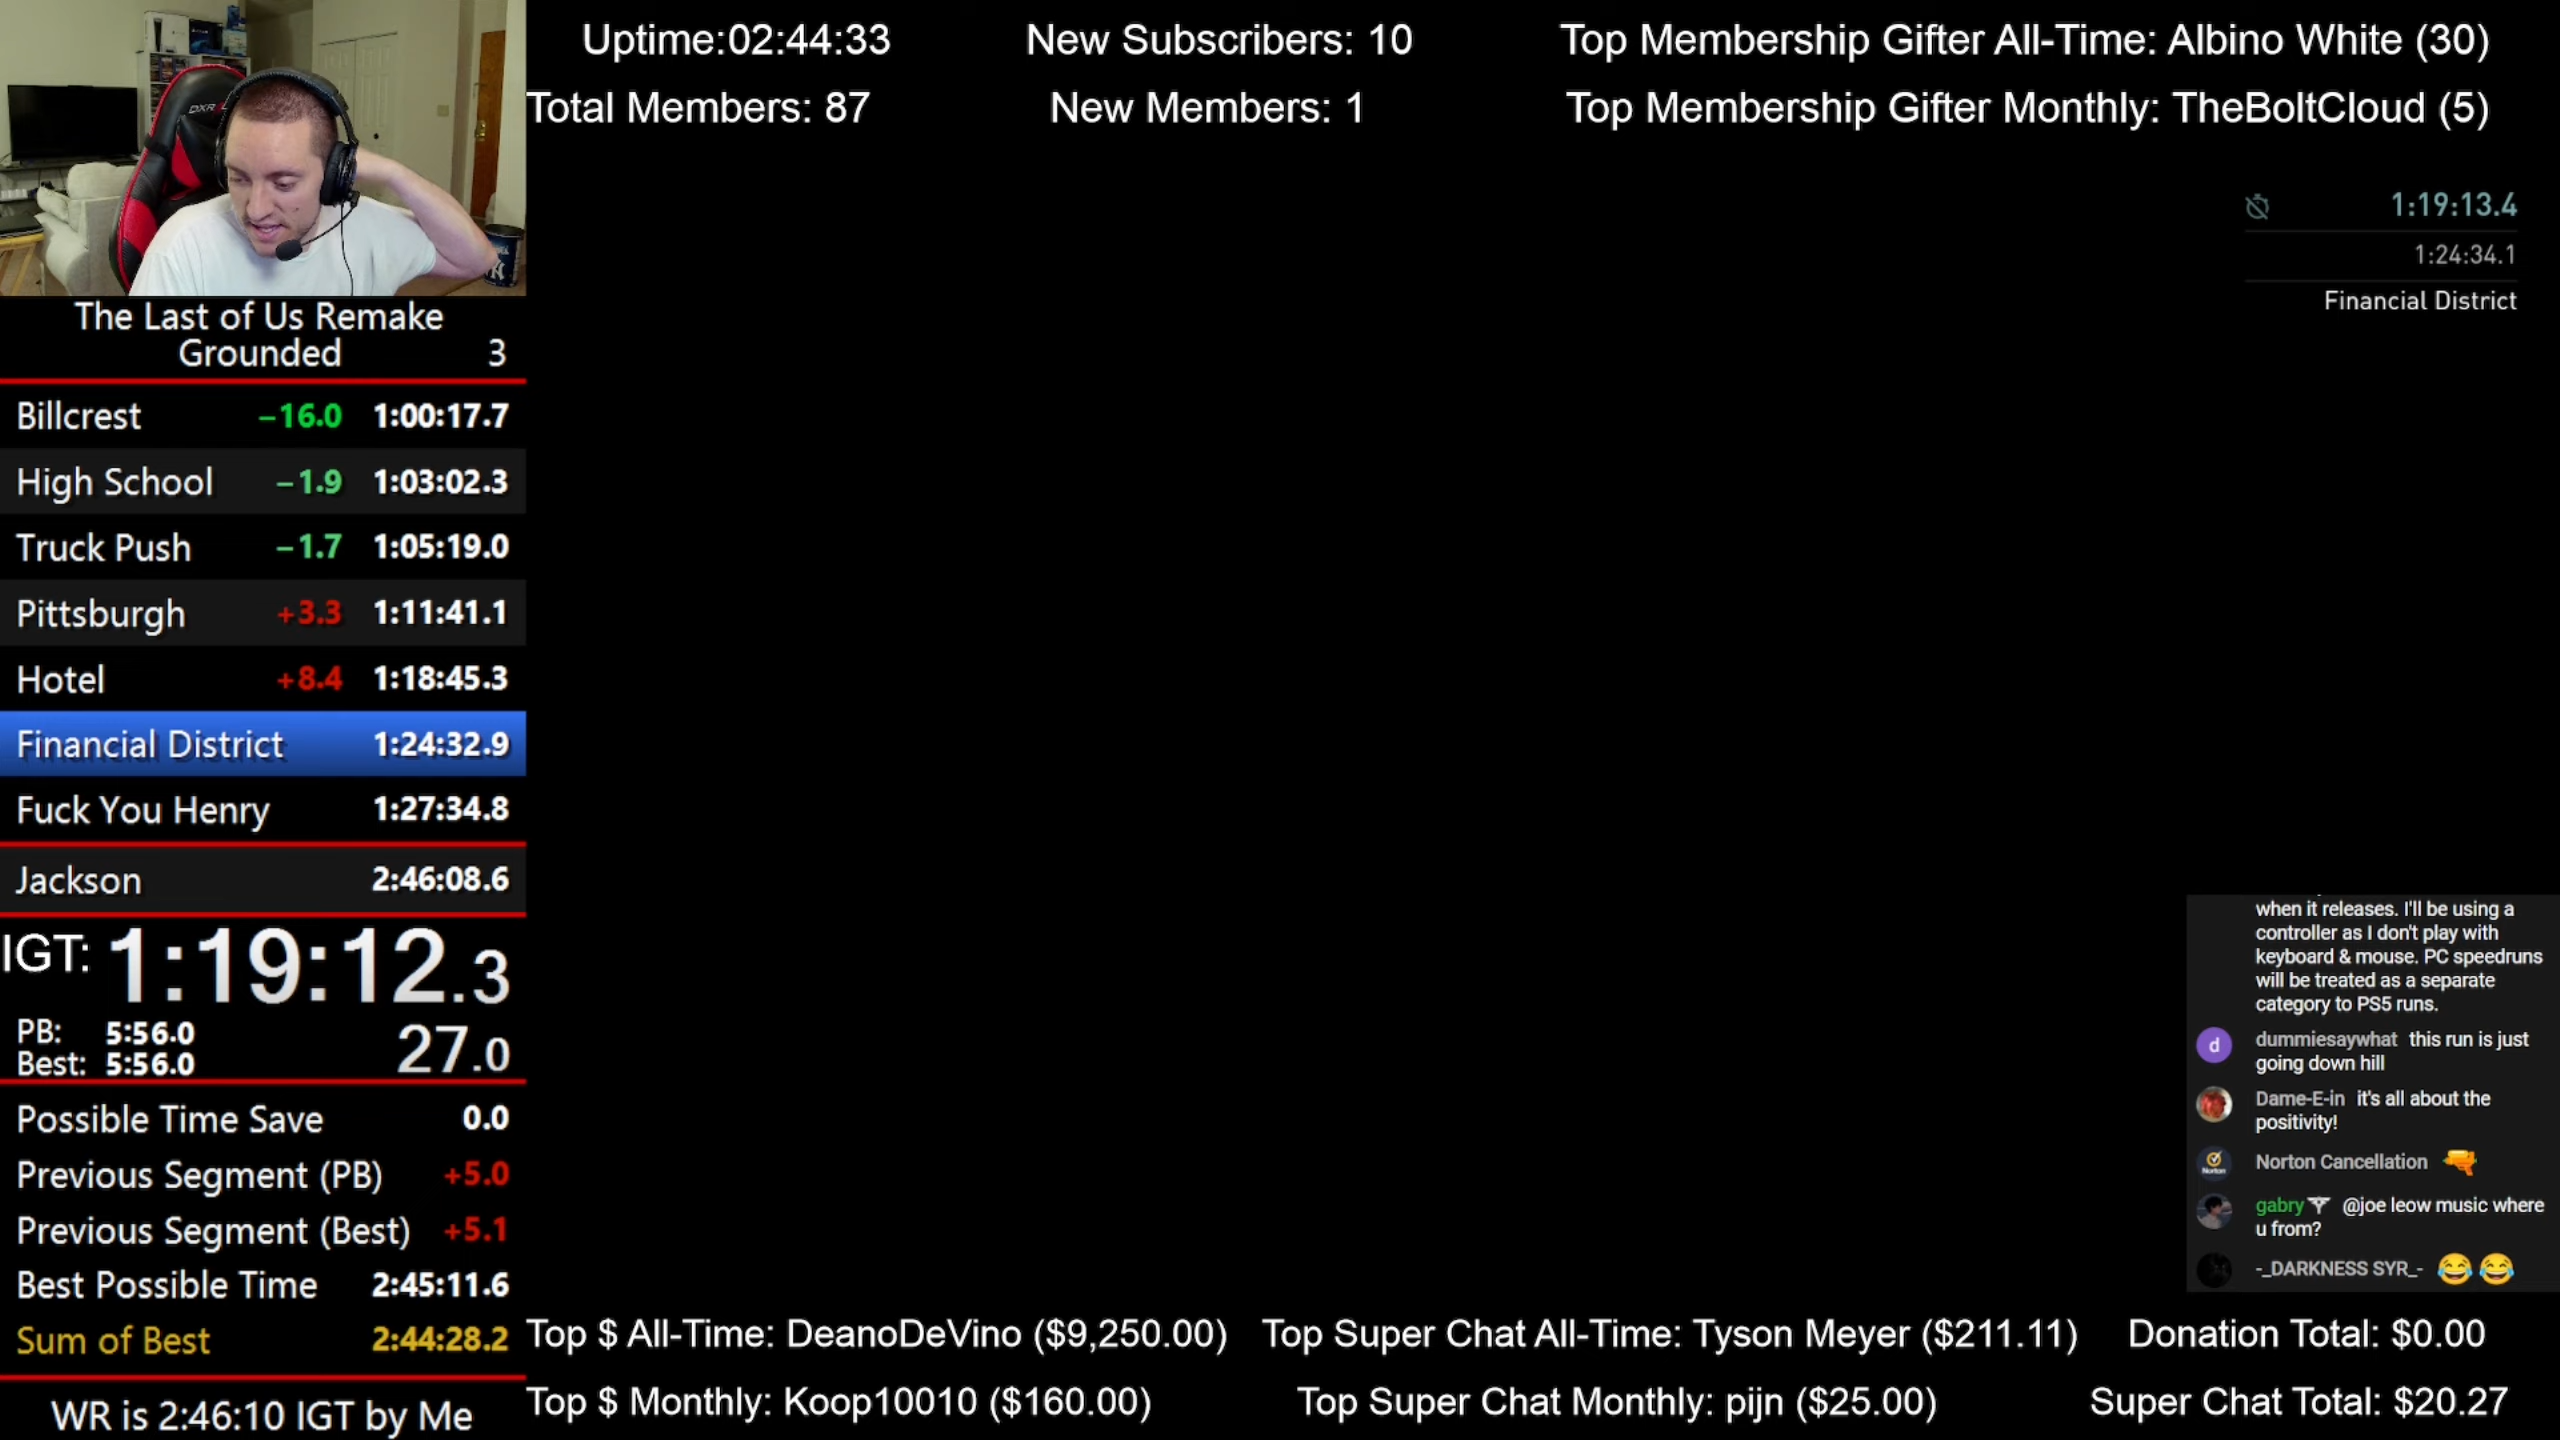 Uptime:02:44:33
New Subscribers: 10
Top Membership Gifter All-Time: Albino White (30)
Total Members: 87
New Members: 1
Top Membership Gifter Monthly: TheBoltCloud (5)
1:19:13.4
1:24:34.1
Financial District
The Last of Us Remake
Grounded 3
Billcrest −16.0 1:00:17.7
High School −1.9 1:03:02.3
Truck Push −1.7 1:05:19.0
Pittsburgh +3.3 1:11:41.1
Hotel +8.4 1:18:45.3
Financial District 1:24:32.9
Fuck You Henry 1:27:34.8
Jackson 2:46:08.6
IGT: 1:19:12.3
PB: 5:56.0 27.0
Best: 5:56.0
Possible Time Save 0.0
Previous Segment (PB) +5.0
Previous Segment (Best) +5.1
Best Possible Time 2:45:11.6
Sum of Best 2:44:28.2
WR is 2:46:10 IGT by Me
when it releases. I'll be using a
controller as I don't play with
keyboard & mouse. PC speedruns
will be treated as a separate
category to PS5 runs.
d dummiesaywhat this run is just
going down hill
Dame-E-in it's all about the
positivity!
Norton Cancellation
gabry @joe leow music where
u from?
-_DARKNESS SYR_- 😂😂
Top $ All-Time: DeanoDeVino ($9,250.00)
Top Super Chat All-Time: Tyson Meyer ($211.11)
Donation Total: $0.00
Top $ Monthly: Koop10010 ($160.00)
Top Super Chat Monthly: pijn ($25.00)
Super Chat Total: $20.27